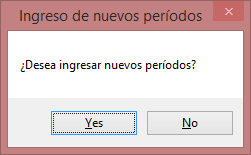 Ingreso de nuevos períodos
¿Desea ingresar nuevos períodos?
Yes No